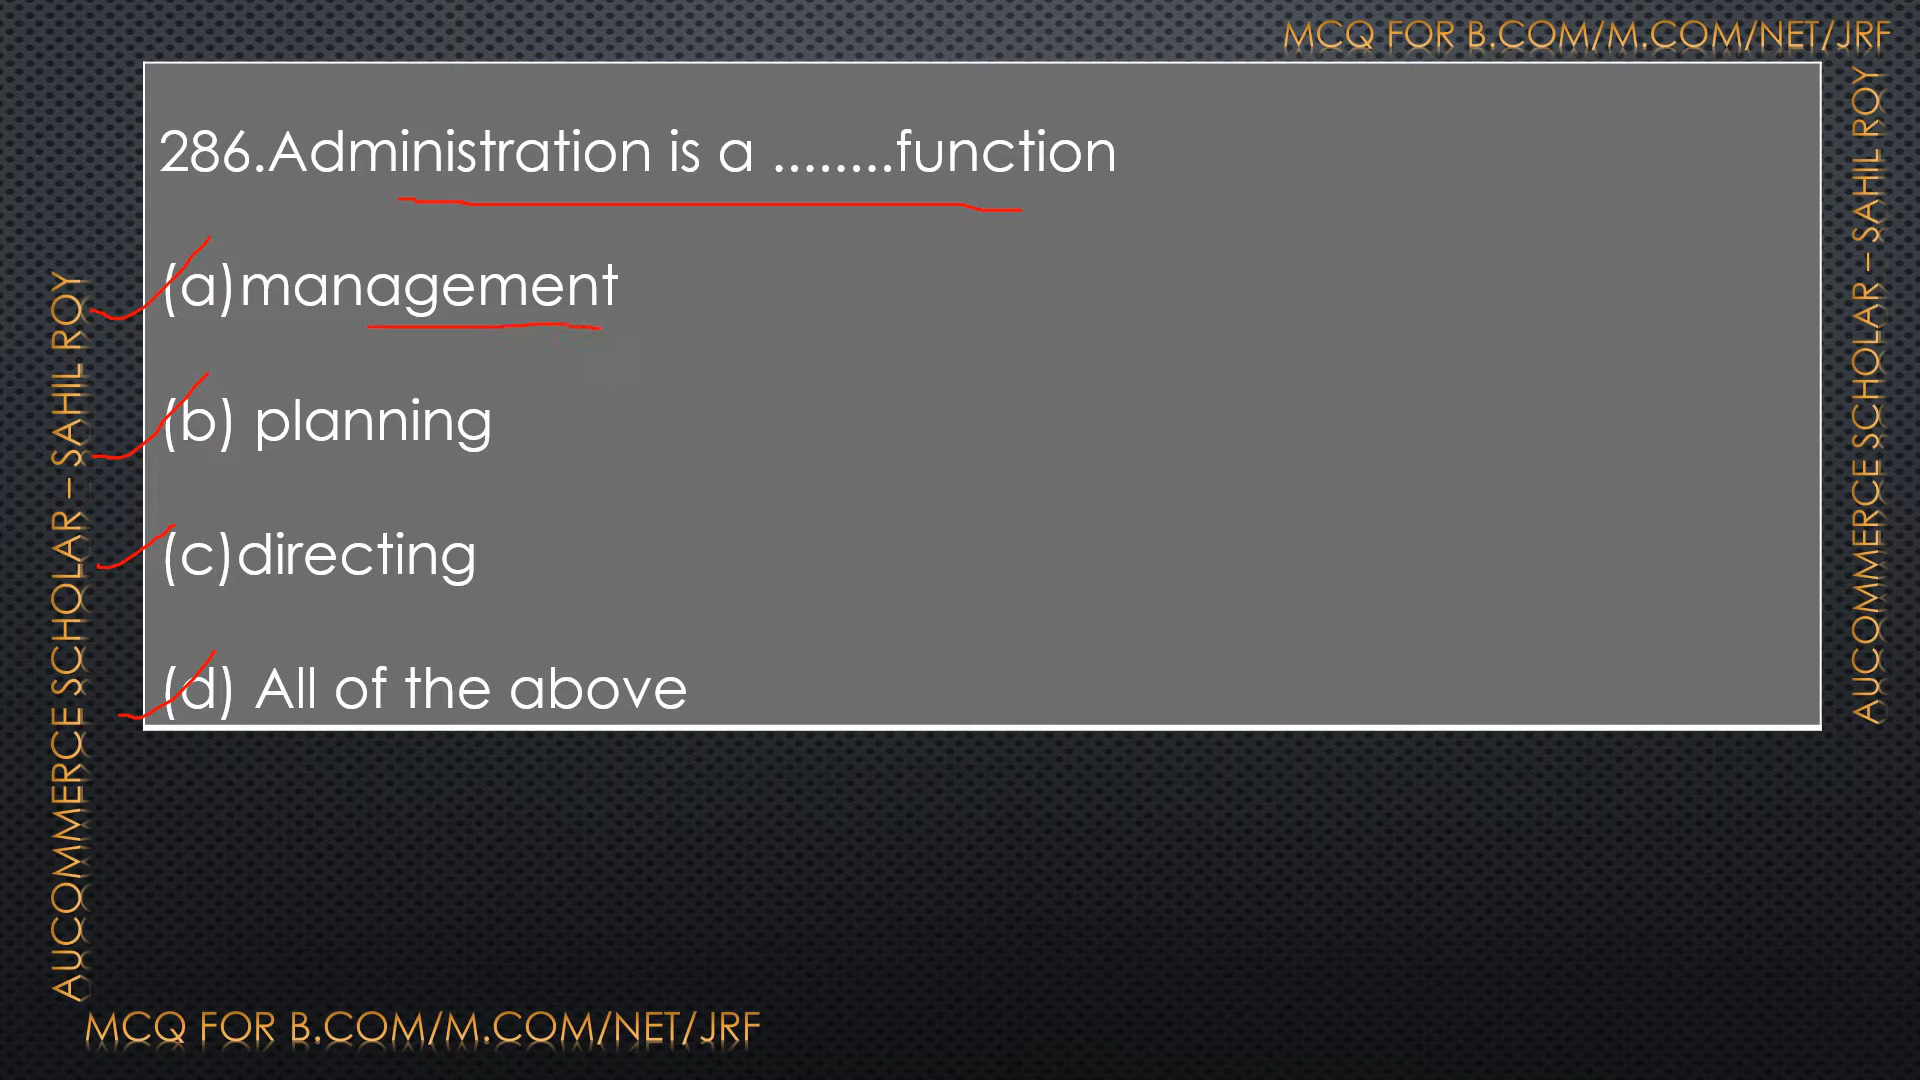 MCQ FOR B.COM/M.COM/NET/JRF
286.Administration is a ........function
(a)management
(b) planning
(c)directing
(d) All of the above
AUCOMMERCE SCHOLAR – SAHIL ROY
AUCOMMERCE SCHOLAR – SAHIL ROY
MCQ FOR B.COM/M.COM/NET/JRF